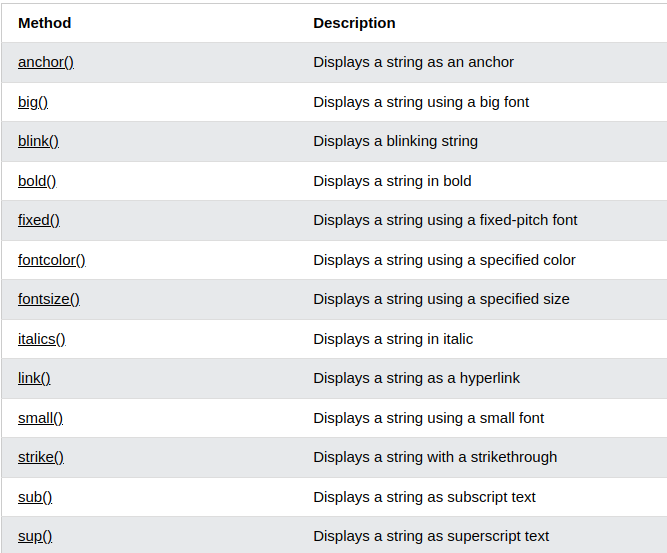 Method Description
anchor() Displays a string as an anchor
big() Displays a string using a big font
blink() Displays a blinking string
bold() Displays a string in bold
fixed() Displays a string using a fixed-pitch font
fontcolor() Displays a string using a specified color
fontsize() Displays a string using a specified size
italics() Displays a string in italic
link() Displays a string as a hyperlink
small() Displays a string using a small font
strike() Displays a string with a strikethrough
sub() Displays a string as subscript text
sup() Displays a string as superscript text